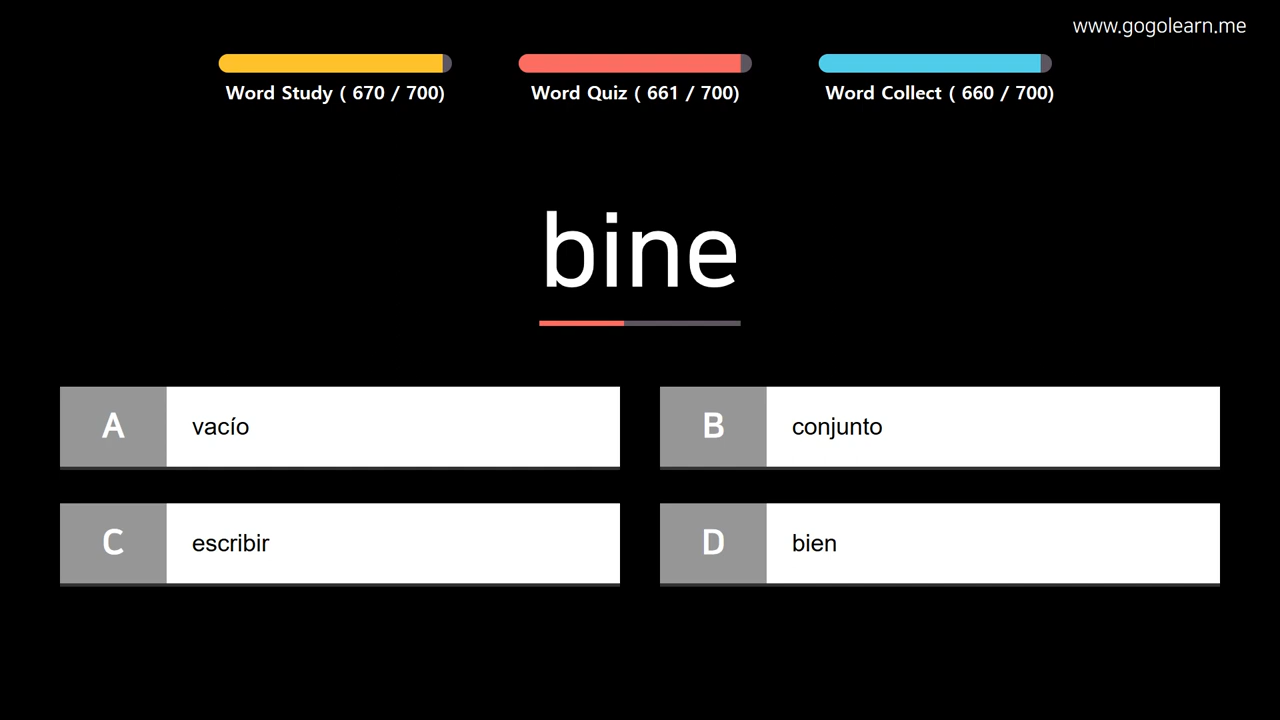 www.gogolearn.me
Word Study ( 670 / 700)
Word Quiz ( 661 / 700)
Word Collect ( 660 / 700)
bine
A vacío
B conjunto
C escribir
D bien